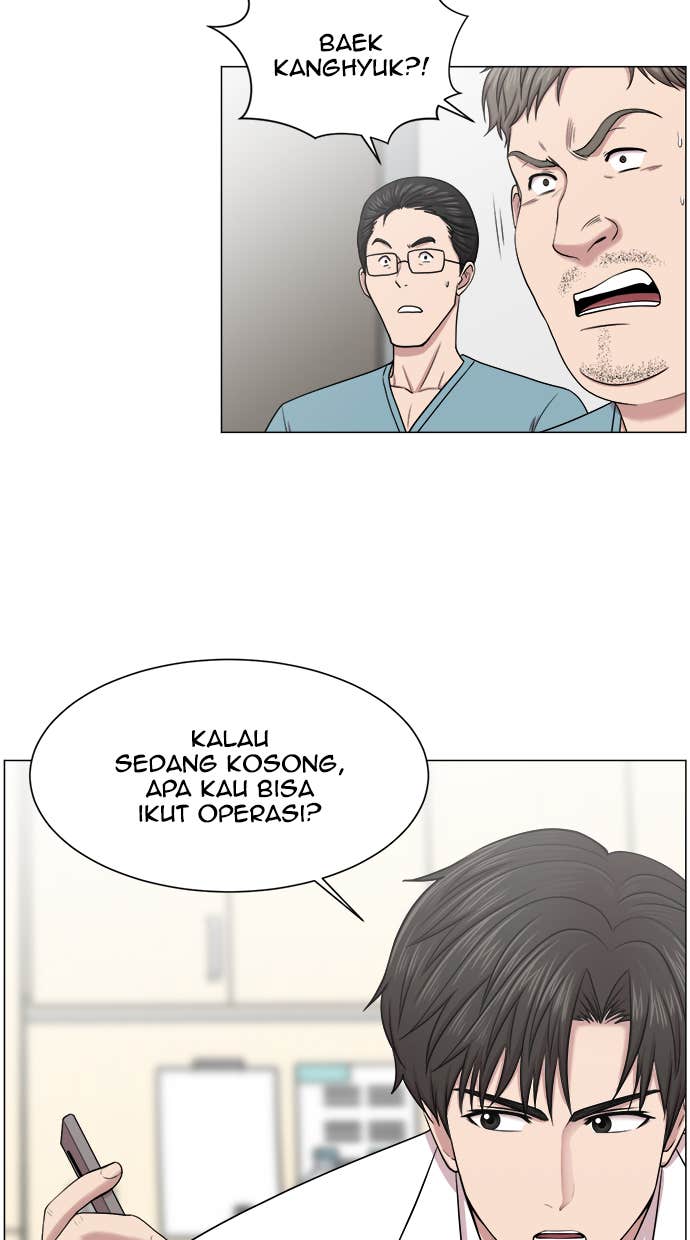 BAEK
KANGHYUK?!
KALAU
SEDANG KOSONG,
APA KAU BISA
IKUT OPERASI?